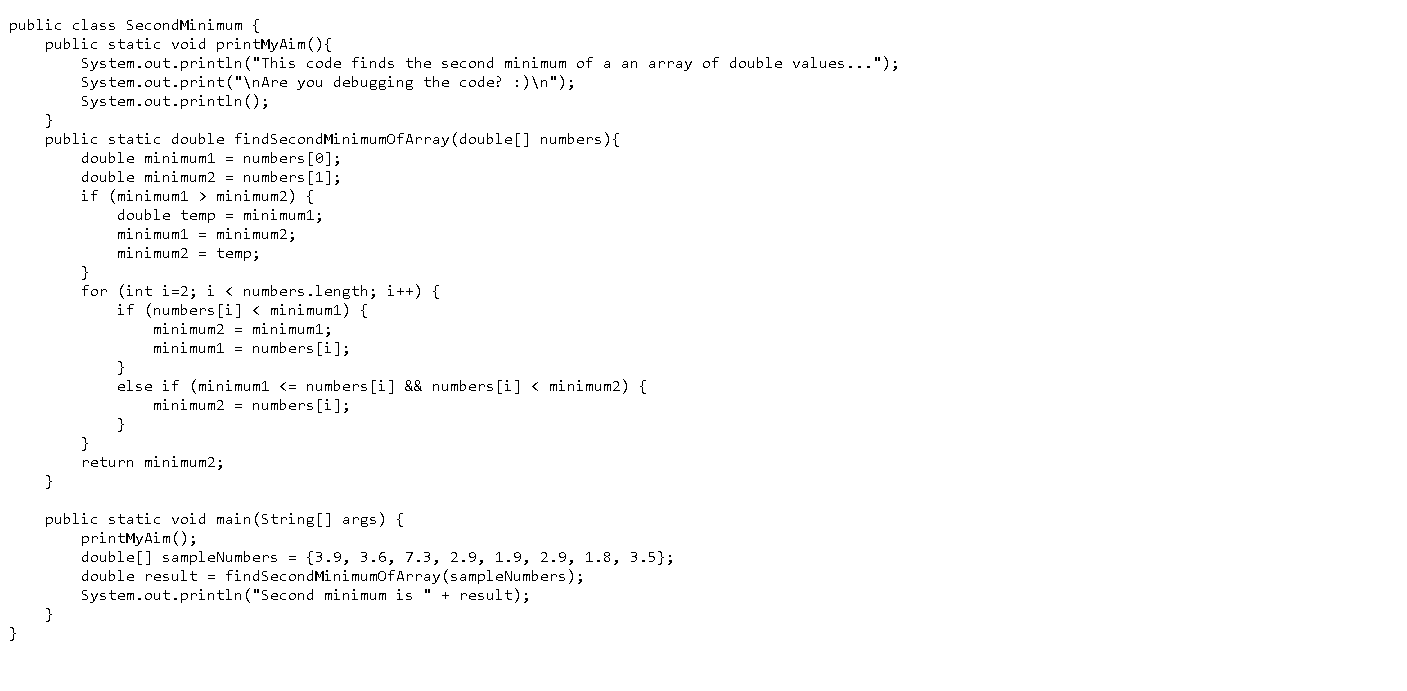 public class SecondMinimum {
    public static void printMyAim(){
        System.out.println("This code finds the second minimum of a an array of double values...");
        System.out.print("\nAre you debugging the code? :)\n");
        System.out.println();
    }
    public static double findSecondMinimumOfArray(double[] numbers){
        double minimum1 = numbers[0];
        double minimum2 = numbers[1];
        if (minimum1 > minimum2) {
            double temp = minimum1;
            minimum1 = minimum2;
            minimum2 = temp;
        }
        for (int i=2; i < numbers.length; i++) {
            if (numbers[i] < minimum1) {
                minimum2 = minimum1;
                minimum1 = numbers[i];
            }
            else if (minimum1 <= numbers[i] && numbers[i] < minimum2) {
                minimum2 = numbers[i];
            }
        }
        return minimum2;
    }

    public static void main(String[] args) {
        printMyAim();
        double[] sampleNumbers = {3.9, 3.6, 7.3, 2.9, 1.9, 2.9, 1.8, 3.5};
        double result = findSecondMinimumOfArray(sampleNumbers);
        System.out.println("Second minimum is " + result);
    }
}